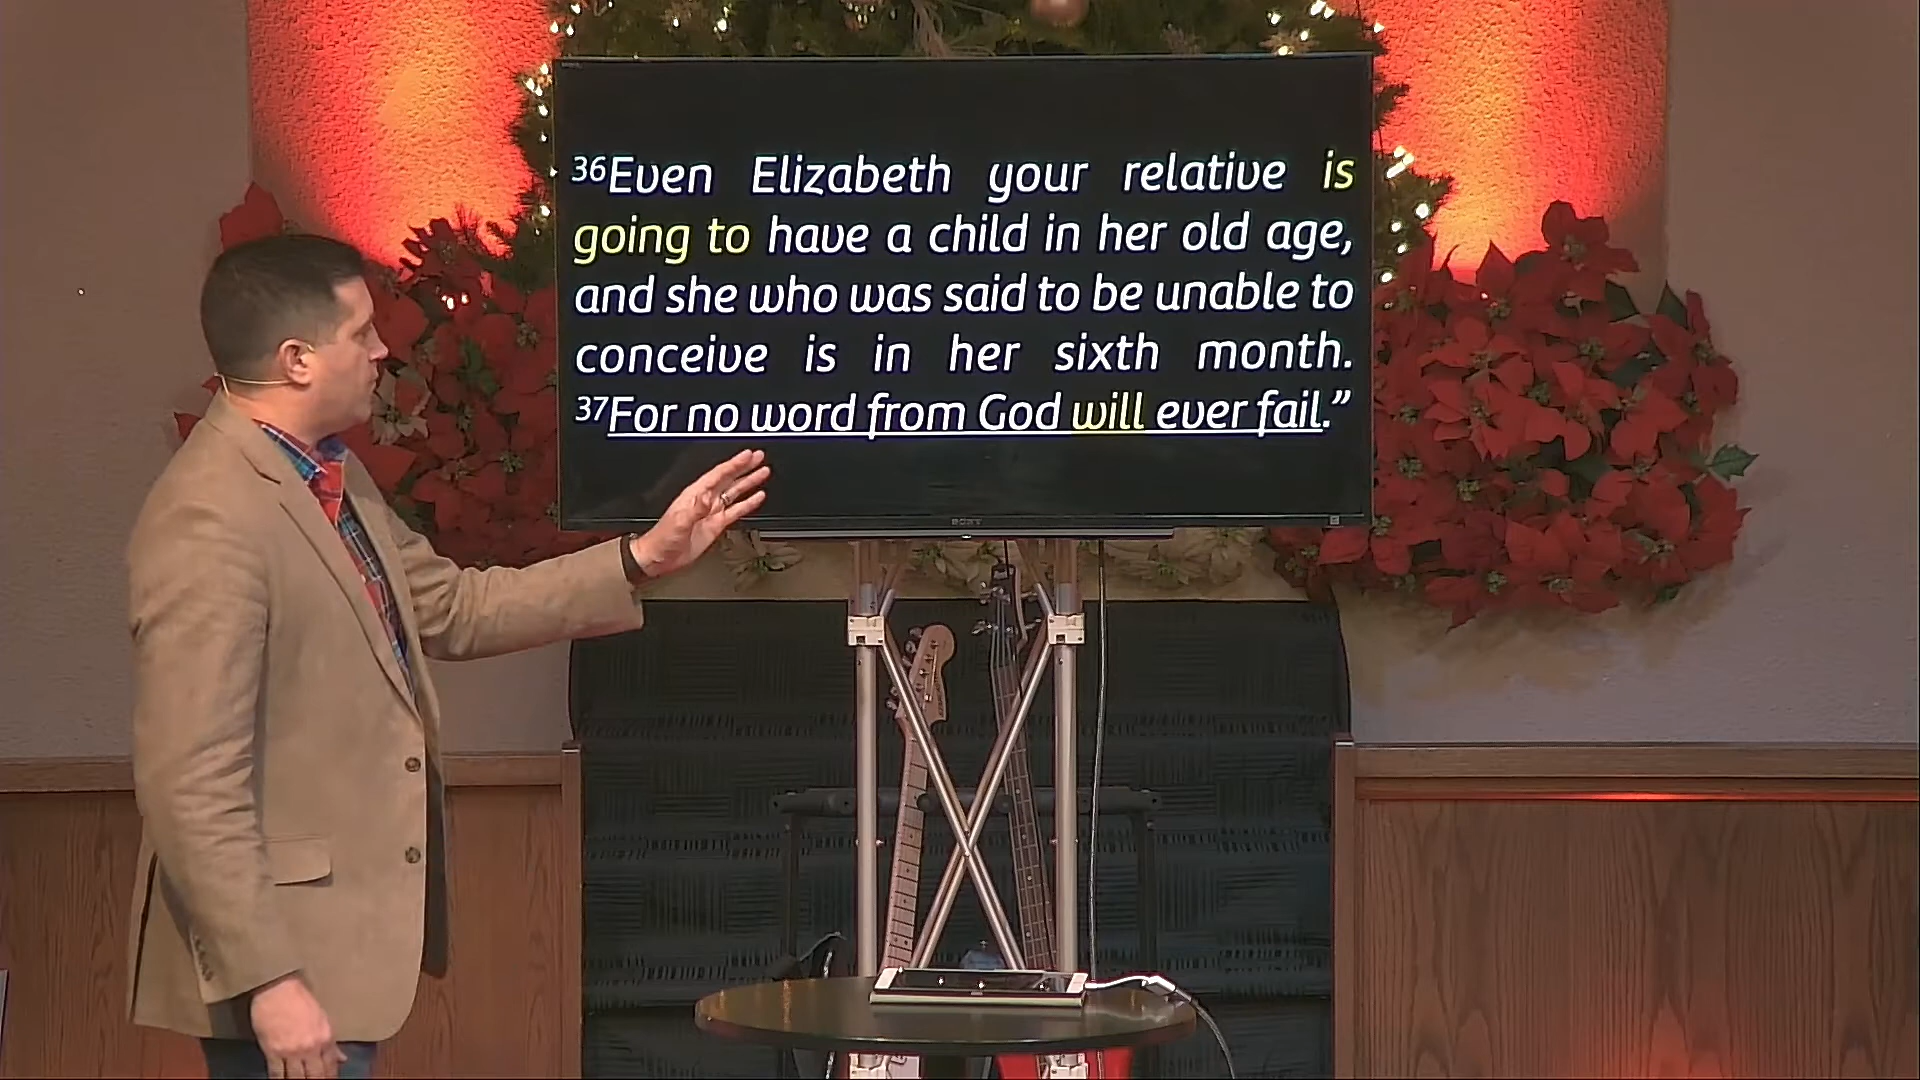 ³⁶Even Elizabeth your relative is
going to have a child in her old age,
and she who was said to be unable to
conceive is in her sixth month.
³⁷For no word from God will ever fail.”
SONY